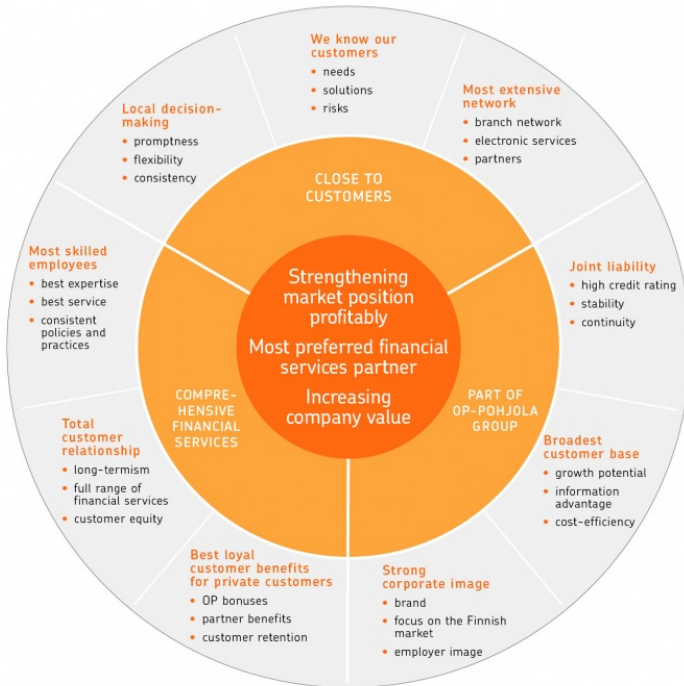 We know our
customers
• needs
• solutions
• risks
Most extensive
network
• branch network
• electronic services
• partners
Joint liability
• high credit rating
• stability
• continuity
Broadest
customer base
• growth potential
• information
advantage
• cost-efficiency
Strong
corporate image
• brand
• focus on the Finnish
market
• employer image
Best loyal
customer benefits
for private customers
• OP bonuses
• partner benefits
• customer retention
Total
customer
relationship
• long-termism
• full range of
financial services
• customer equity
Most skilled
employees
• best expertise
• best service
• consistent
policies and
practices
Local decision-
making
• promptness
• flexibility
• consistency
CLOSE TO
CUSTOMERS
PART OF
OP-POHJOLA
GROUP
COMPRE-
HENSIVE
FINANCIAL
SERVICES
Strengthening
market position
profitably
Most preferred financial
services partner
Increasing
company value